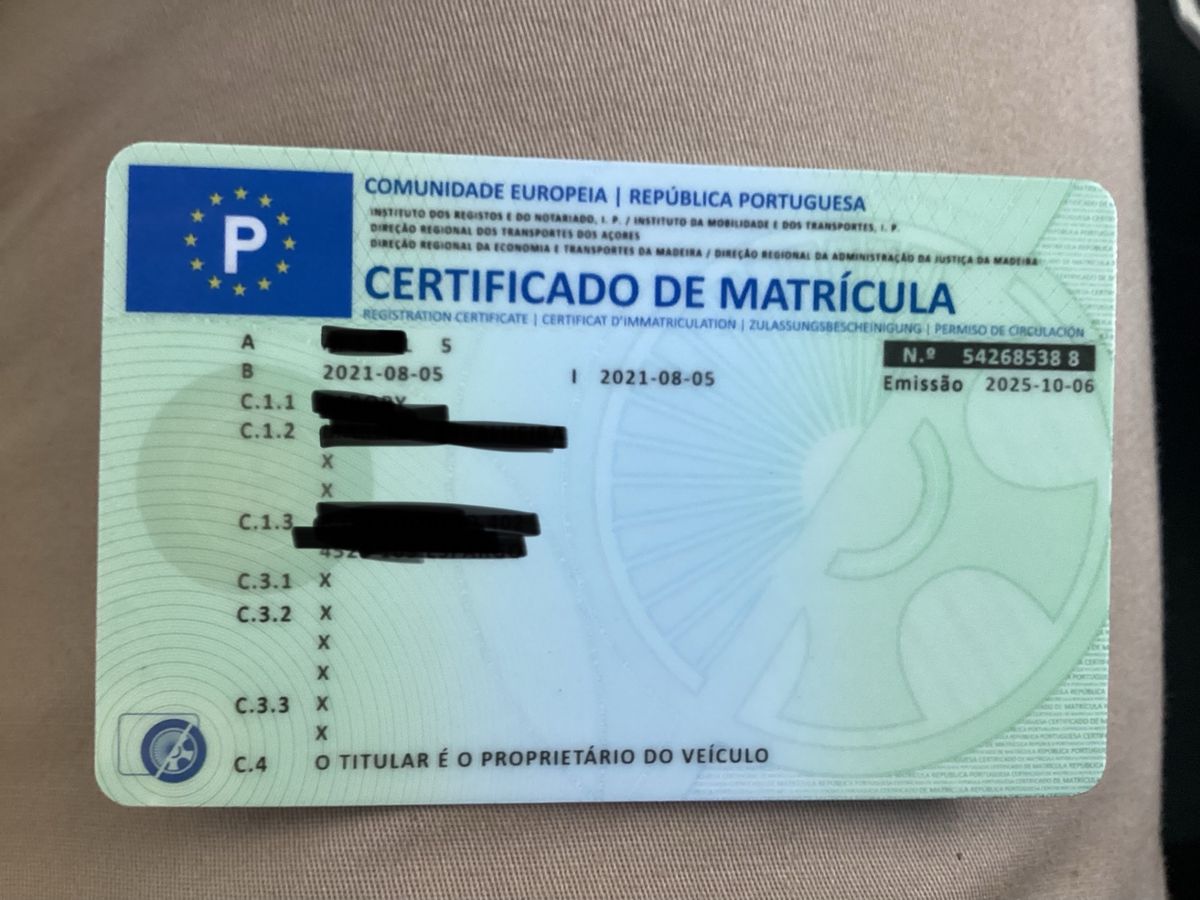 P
COMUNIDADE EUROPEIA | REPÚBLICA PORTUGUESA
INSTITUTO DOS REGISTOS E DO NOTARIADO, I. P. / INSTITUTO DA MOBILIDADE E DOS TRANSPORTES, I. P.
DIREÇÃO REGIONAL DOS TRANSPORTES DOS AÇORES
DIREÇÃO REGIONAL DA ECONOMIA E TRANSPORTES DA MADEIRA / DIREÇÃO REGIONAL DA ADMINISTRAÇÃO DA JUSTIÇA DA MADEIRA
CERTIFICADO DE MATRÍCULA
REGISTRATION CERTIFICATE | CERTIFICAT D'IMMATRICULATION | ZULASSUNGSBESCHEINIGUNG | PERMISO DE CIRCULACIÓN
A 5
N.º 54268538 8
B 2021-08-05 I 2021-08-05
Emissão 2025-10-06
C.1.1
C.1.2
X
X
C.1.3
C.3.1 X
C.3.2 X
X
X
C.3.3 X
X
C.4 O TITULAR É O PROPRIETÁRIO DO VEÍCULO